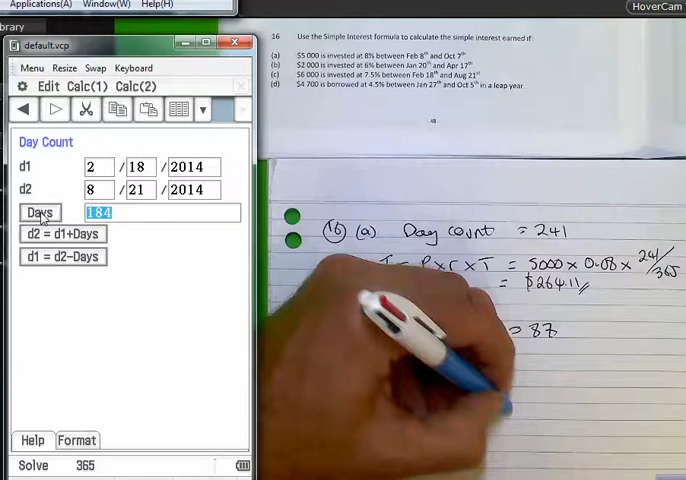 Applications(A) Window(W) Help(H)
HoverCam
ibrary
default.vcp
Menu Resize Swap Keyboard
Edit Calc(1) Calc(2)
Day Count
d1 2 /18 /2014
d2 8 /21 /2014
Days 184
d2 = d1+Days
d1 = d2-Days
Help Format
Solve 365
16 Use the Simple Interest formula to calculate the simple interest earned if:
(a) $5 000 is invested at 8% between Feb 8th and Oct 7th
(b) $2 000 is invested at 6% between Jan 20th and Apr 17th
(c) $6 000 is invested at 7.5% between Feb 18th and Aug 21st
(d) $4 700 is borrowed at 4.5% between Jan 27th and Oct 5th in a leap year.
48
16 (a) Day count = 241
I = P x r x T = 5000 x 0.08 x 241/365
= $264.11
= 87